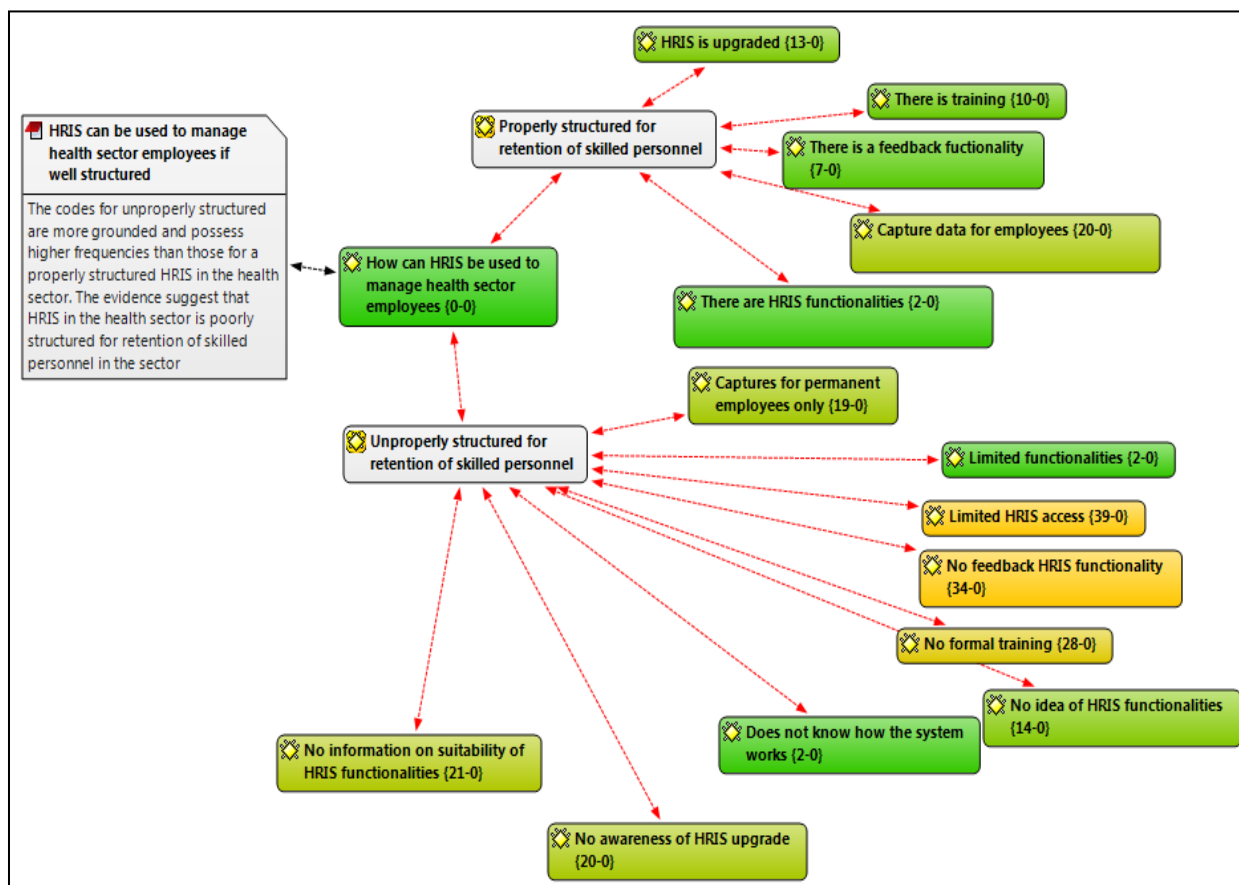 HRIS is upgraded {13-0}
There is training {10-0}
Properly structured for
retention of skilled personnel
There is a feedback fuctionality
{7-0}
HRIS can be used to manage
health sector employees if
well structured
The codes for unproperly structured
are more grounded and possess
higher frequencies than those for a
properly structured HRIS in the health
sector. The evidence suggest that
HRIS in the health sector is poorly
structured for retention of skilled
personnel in the sector
Capture data for employees {20-0}
How can HRIS be used to
manage health sector
employees {0-0}
There are HRIS functionalities {2-0}
Captures for permanent
employees only {19-0}
Unproperly structured for
retention of skilled personnel
Limited functionalities {2-0}
Limited HRIS access {39-0}
No feedback HRIS functionality
{34-0}
No formal training {28-0}
No idea of HRIS functionalities
{14-0}
Does not know how the system
works {2-0}
No information on suitability of
HRIS functionalities {21-0}
No awareness of HRIS upgrade
{20-0}